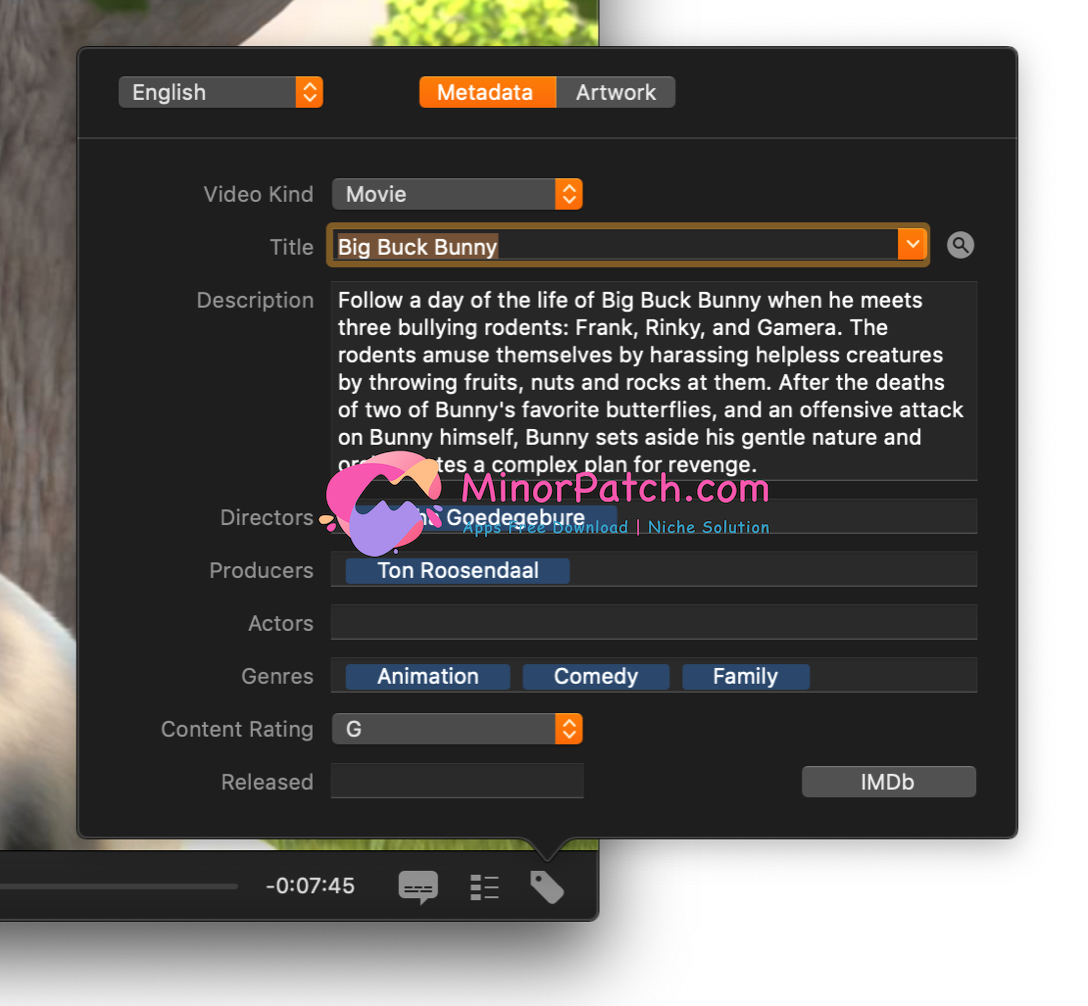 English
Metadata Artwork
Video Kind Movie
Title Big Buck Bunny
Description Follow a day of the life of Big Buck Bunny when he meets
three bullying rodents: Frank, Rinky, and Gamera. The
rodents amuse themselves by harassing helpless creatures
by throwing fruits, nuts and rocks at them. After the deaths
of two of Bunny's favorite butterflies, and an offensive attack
on Bunny himself, Bunny sets aside his gentle nature and
a complex plan for revenge.
MinorPatch.com
Directors Goedegebure
Apps Free Download | Niche Solution
Producers Ton Roosendaal
Actors
Genres Animation Comedy Family
Content Rating G
Released IMDb
-0:07:45